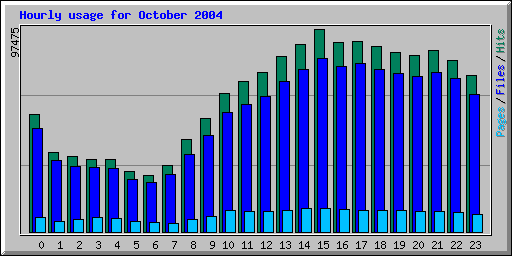 Hourly usage for October 2004
97475
Pages/Files/Hits
0 1 2 3 4 5 6 7 8 9 10 11 12 13 14 15 16 17 18 19 20 21 22 23